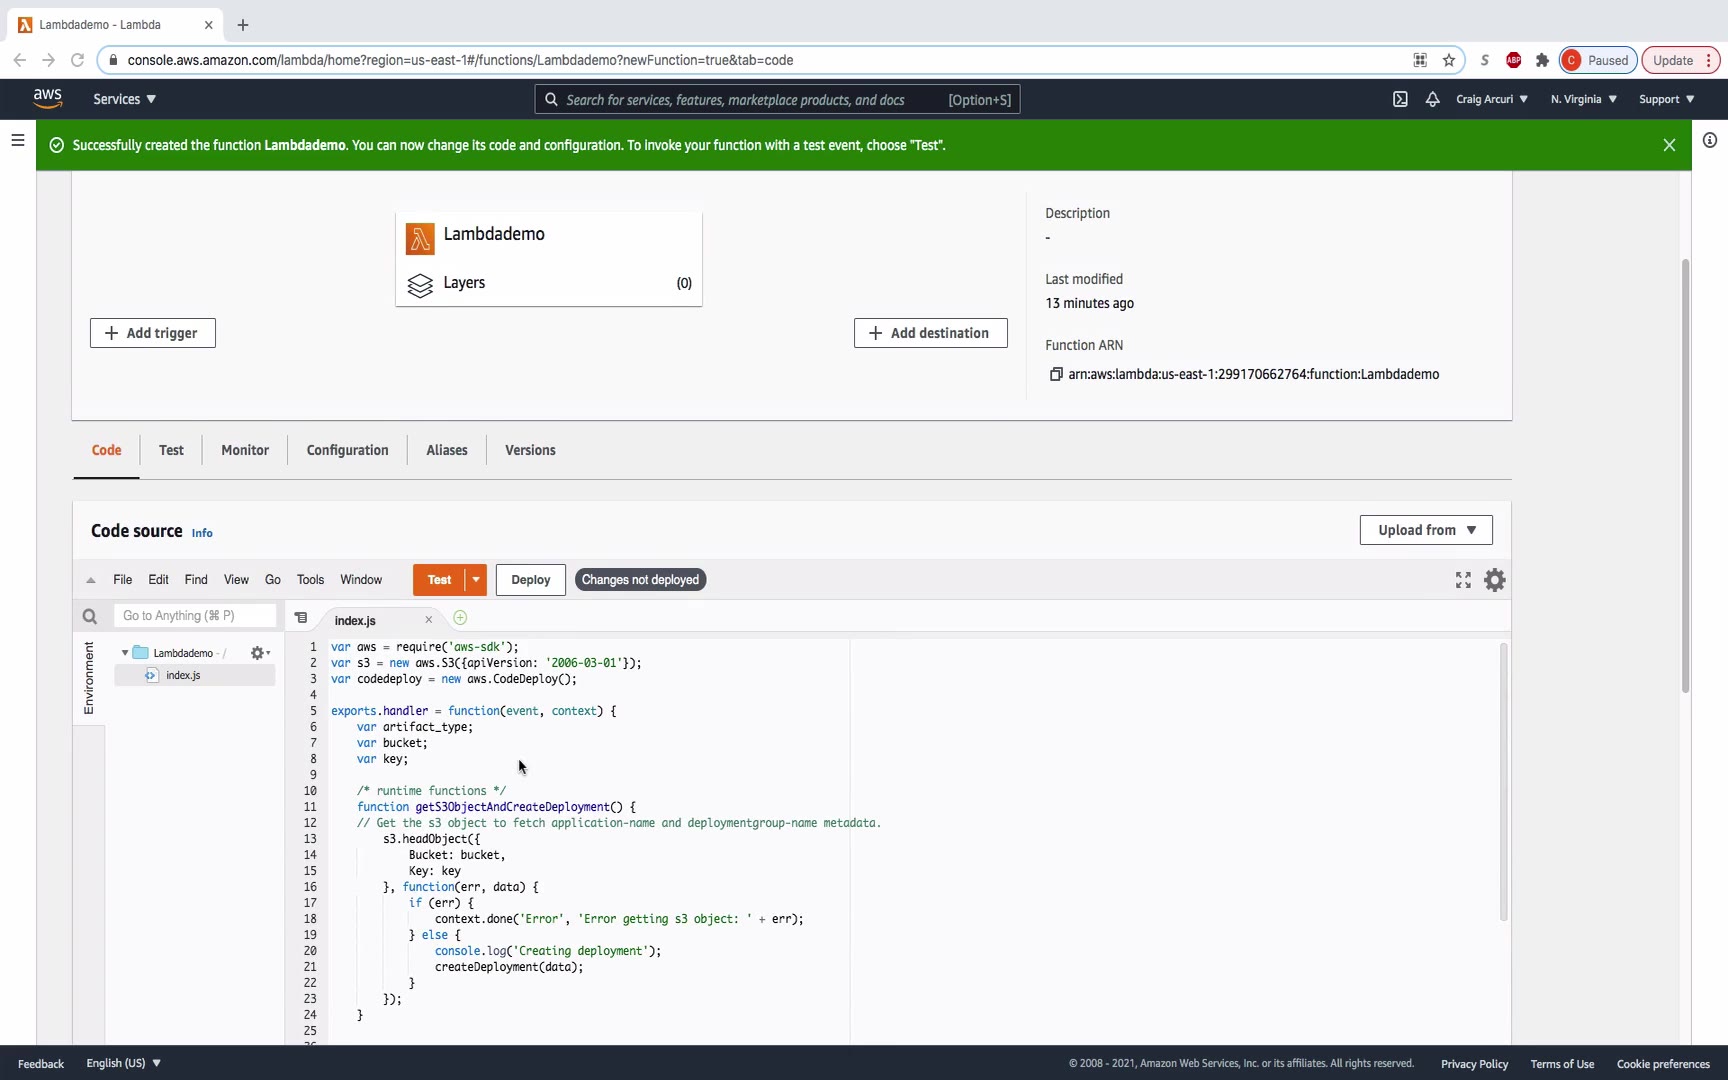 Lambdademo - Lambda
console.aws.amazon.com/lambda/home?region=us-east-1#/functions/Lambdademo?newFunction=true&tab=code
S
ABP
C Paused
Update
aws
Services
Search for services, features, marketplace products, and docs [Option+S]
Craig Arcuri
N. Virginia
Support
Successfully created the function Lambdademo. You can now change its code and configuration. To invoke your function with a test event, choose "Test".
Lambdademo
Layers (0)
+ Add trigger
+ Add destination
Description
-
Last modified
13 minutes ago
Function ARN
arn:aws:lambda:us-east-1:299170662764:function:Lambdademo
Code
Test
Monitor
Configuration
Aliases
Versions
Code source Info
Upload from
File Edit Find View Go Tools Window
Test
Deploy
Changes not deployed
Go to Anything (⌘ P)
index.js
Environment
Lambdademo - /
index.js
1 var aws = require('aws-sdk');
2 var s3 = new aws.S3({apiVersion: '2006-03-01'});
3 var codedeploy = new aws.CodeDeploy();
4
5 exports.handler = function(event, context) {
6 var artifact_type;
7 var bucket;
8 var key;
9
10 /* runtime functions */
11 function getS3ObjectAndCreateDeployment() {
12 // Get the s3 object to fetch application-name and deploymentgroup-name metadata.
13 s3.headObject({
14 Bucket: bucket,
15 Key: key
16 }, function(err, data) {
17 if (err) {
18 context.done('Error', 'Error getting s3 object: ' + err);
19 } else {
20 console.log('Creating deployment');
21 createDeployment(data);
22 }
23 });
24 }
25
26
Feedback
English (US)
© 2008 - 2021, Amazon Web Services, Inc. or its affiliates. All rights reserved.
Privacy Policy
Terms of Use
Cookie preferences